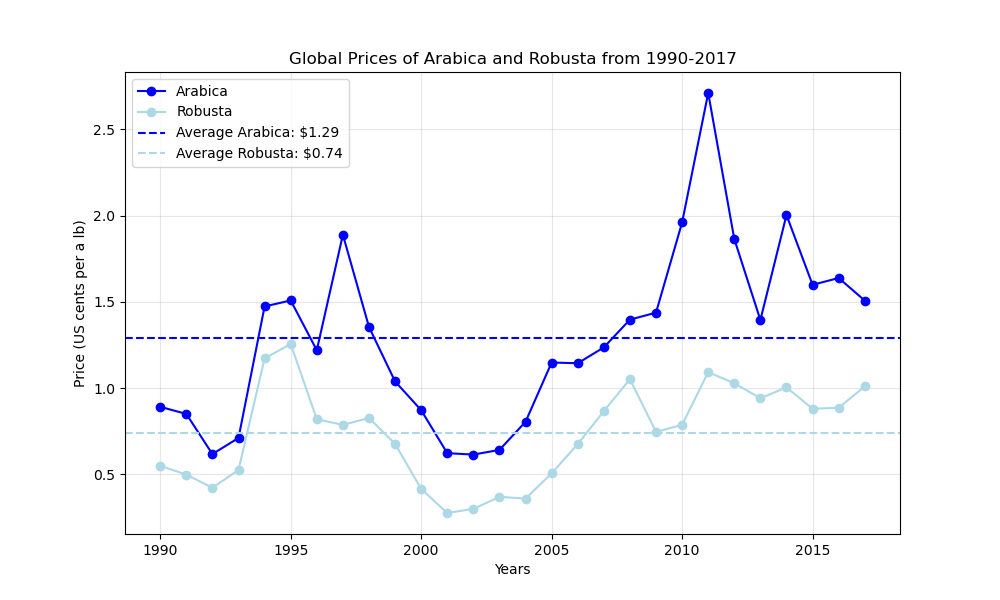 Global Prices of Arabica and Robusta from 1990-2017
Arabica
Robusta
Average Arabica: $1.29
Average Robusta: $0.74
Price (US cents per a lb)
2.5
2.0
1.5
1.0
0.5
1990
1995
2000
2005
2010
2015
Years